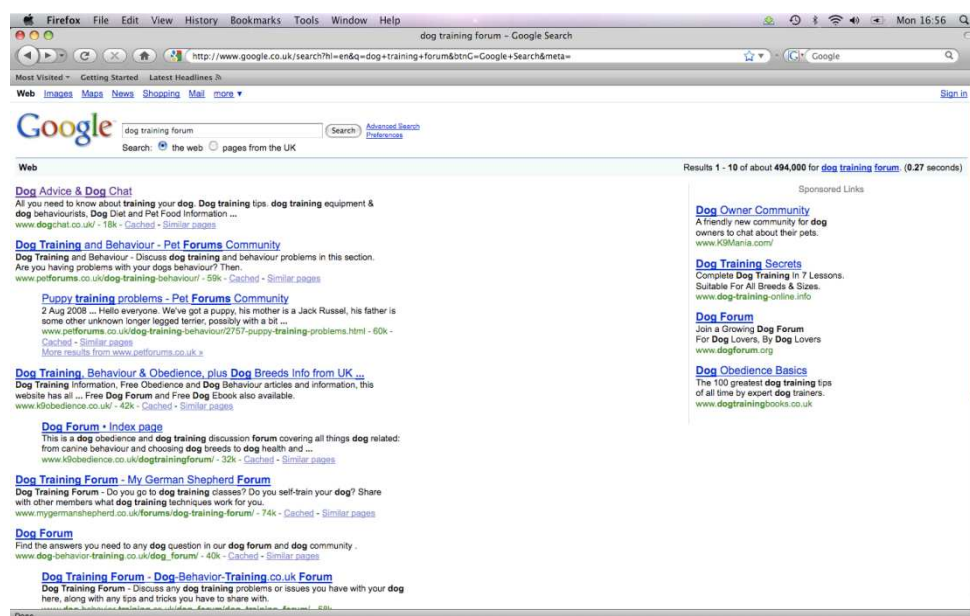 Firefox File Edit View History Bookmarks Tools Window Help Mon 16:56
dog training forum - Google Search
http://www.google.co.uk/search?hl=en&q=dog+training+forum&btnG=Google+Search&meta= Google
Most Visited Getting Started Latest Headlines
Web Images Maps News Shopping Mail more ▼ Sign in
Google dog training forum Search Advanced Search
Preferences
Search: the web pages from the UK
Web Results 1 - 10 of about 494,000 for dog training forum. (0.27 seconds)
Dog Advice & Dog Chat
All you need to know about training your dog. Dog training tips. dog training equipment &
dog behaviourists, Dog Diet and Pet Food Information ...
www.dogchat.co.uk/ - 18k - Cached - Similar pages
Dog Training and Behaviour - Pet Forums Community
Dog Training and Behaviour - Discuss dog training and behaviour problems in this section.
Are you having problems with your dogs behaviour? Then.
www.petforums.co.uk/dog-training-behaviour/ - 59k - Cached - Similar pages
Puppy training problems - Pet Forums Community
2 Aug 2008 ... Hello everyone. We've got a puppy, his mother is a Jack Russel, his father is
some other unknown longer legged terrier, possibly with a bit ...
www.petforums.co.uk/dog-training-behaviour/2757-puppy-training-problems.html - 60k -
Cached - Similar pages
More results from www.petforums.co.uk »
Dog Training, Behaviour & Obedience, plus Dog Breeds Info from UK ...
Dog Training Information, Free Obedience and Dog Behaviour articles and information, this
website has all ... Free Dog Forum and Free Dog Ebook also available.
www.k9obedience.co.uk/ - 42k - Cached - Similar pages
Dog Forum • Index page
This is a dog obedience and dog training discussion forum covering all things dog related:
from canine behaviour and choosing dog breeds to dog health and ...
www.k9obedience.co.uk/dogtrainingforum/ - 32k - Cached - Similar pages
Dog Training Forum - My German Shepherd Forum
Dog Training Forum - Do you go to dog training classes? Do you self-train your dog? Share
with other members what dog training techniques work for you.
www.mygermanshepherd.co.uk/forums/dog-training-forum/ - 74k - Cached - Similar pages
Dog Forum
Find the answers you need to any dog question in our dog forum and dog community .
www.dog-behavior-training.co.uk/dog_forum/ - 40k - Cached - Similar pages
Dog Training Forum - Dog-Behavior-Training.co.uk Forum
Dog Training Forum - Discuss any dog training problems or issues you have with your dog
here, along with any tips and tricks you have to share with.
Sponsored Links
Dog Owner Community
A friendly new community for dog
owners to chat about their pets.
www.K9Mania.com/
Dog Training Secrets
Complete Dog Training In 7 Lessons.
Suitable For All Breeds & Sizes.
www.dog-training-online.info
Dog Forum
Join a Growing Dog Forum
For Dog Lovers, By Dog Lovers
www.dogforum.org
Dog Obedience Basics
The 100 greatest dog training tips
of all time by expert dog trainers.
www.dogtrainingbooks.co.uk